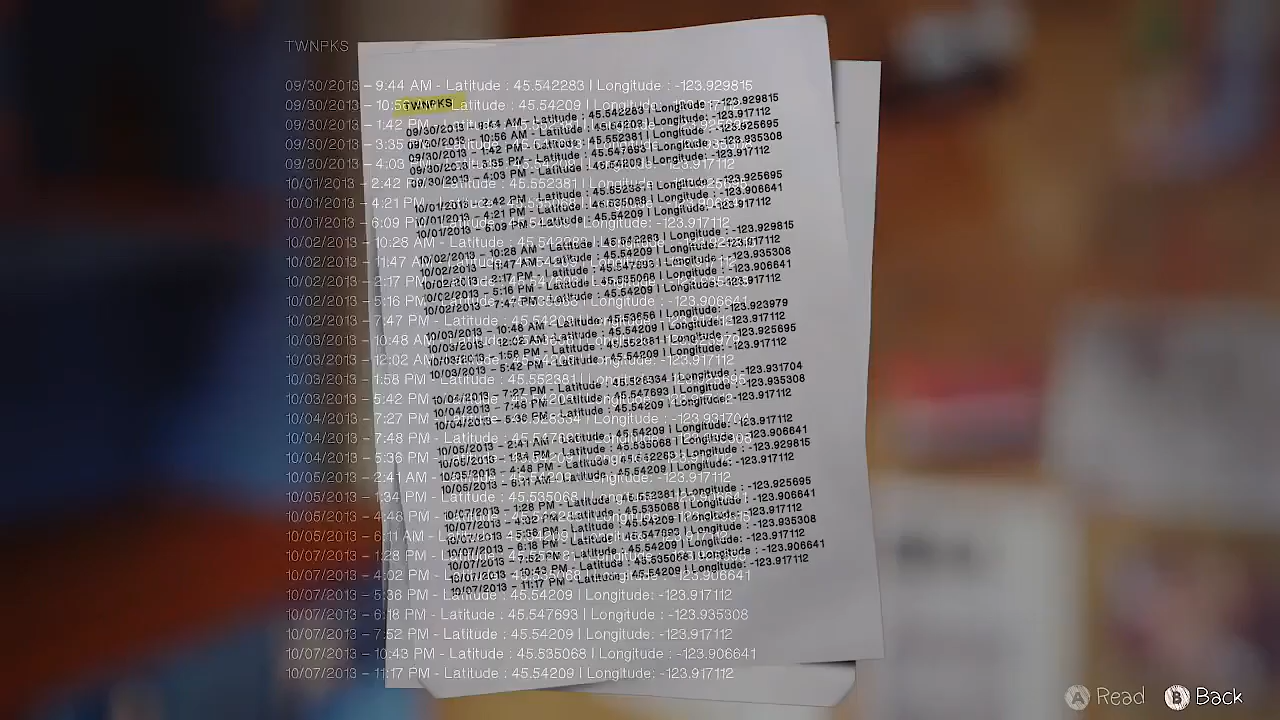 TWNPKS
09/30/2013 – 9:44 AM - Latitude : 45.542283 | Longitude : -123.929815
09/30/2013 – 10:56 AM - Latitude : 45.54209 | Longitude: -123.917112
09/30/2013 – 1:42 PM - Latitude : 45.552381 | Longitude : -123.925695
09/30/2013 – 3:35 PM - Latitude : 45.547693 | Longitude : -123.935308
09/30/2013 – 4:03 PM - Latitude : 45.54209 | Longitude: -123.917112
10/01/2013 – 2:42 PM - Latitude : 45.552381 | Longitude : -123.925695
10/01/2013 – 4:21 PM - Latitude : 45.535068 | Longitude : -123.906641
10/01/2013 – 5:09 PM - Latitude : 45.54209 | Longitude: -123.917112
10/02/2013 – 10:28 AM - Latitude : 45.542283 | Longitude : -123.929815
10/02/2013 – 11:47 AM - Latitude : 45.54209 | Longitude: -123.917112
10/02/2013 – 2:17 PM - Latitude : 45.547693 | Longitude : -123.935308
10/02/2013 – 5:16 PM - Latitude : 45.535068 | Longitude : -123.906641
10/02/2013 – 7:47 PM - Latitude : 45.54209 | Longitude: -123.917112
10/03/2013 – 10:48 AM - Latitude : 45.553656 | Longitude : -123.923979
10/03/2013 – 12:02 AM - Latitude : 45.54209 | Longitude: -123.917112
10/03/2013 – 1:58 PM - Latitude : 45.552381 | Longitude : -123.925695
10/03/2013 – 5:42 PM - Latitude : 45.54209 | Longitude: -123.917112
10/04/2013 – 7:27 PM - Latitude : | Longitude : -123.931704
10/04/2013 – 7:48 PM - Latitude : 45.547693 | Longitude : -123.935308
10/04/2013 – 5:36 PM - Latitude : 45.54209 | Longitude: -123.917112
10/05/2013 – 2:41 AM - Latitude : 45.54209 | Longitude: -123.917112
10/05/2013 – 1:34 PM - Latitude : 45.535068 | Longitude : -123.906641
10/05/2013 – 4:48 PM - Latitude : 45.542283 | Longitude : -123.929815
10/05/2013 – 6:11 AM - Latitude : 45.54209 | Longitude: -123.917112
10/07/2013 – 1:28 PM - Latitude : 45.552381 | Longitude : -123.925695
10/07/2013 – 4:02 PM - Latitude : 45.535068 | Longitude : -123.906641
10/07/2013 – 5:36 PM - Latitude : 45.54209 | Longitude: -123.917112
10/07/2013 – 6:18 PM - Latitude : 45.547693 | Longitude : -123.935308
10/07/2013 – 7:52 PM - Latitude : 45.54209 | Longitude: -123.917112
10/07/2013 – 10:43 PM - Latitude : 45.535068 | Longitude : -123.906641
10/07/2013 – 11:17 PM - Latitude : 45.54209 | Longitude: -123.917112
A Read B Back